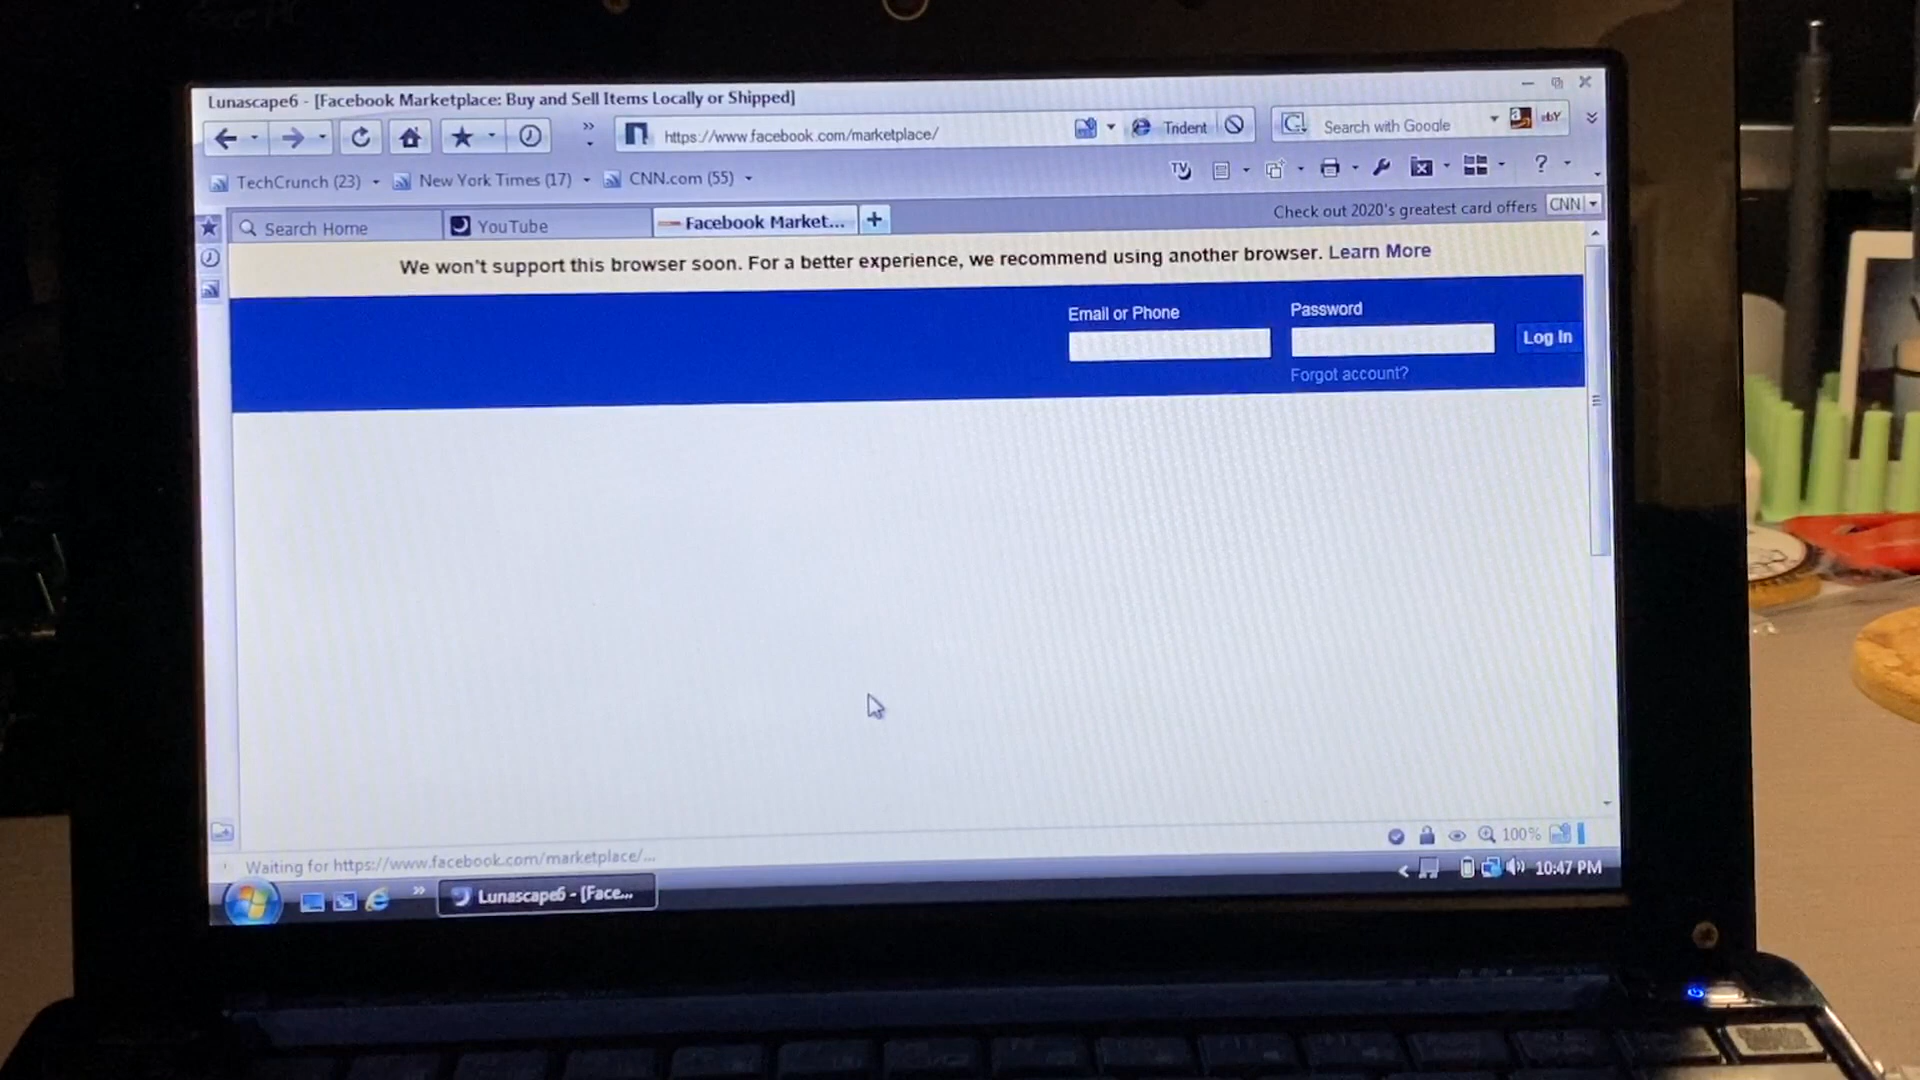 Lunascape6 - [Facebook Marketplace: Buy and Sell Items Locally or Shipped]
https://www.facebook.com/marketplace/
Trident
Search with Google
a
ebY
TechCrunch (23)
New York Times (17)
CNN.com (55)
TV
?
Search Home
YouTube
Facebook Market...
+
Check out 2020's greatest card offers
CNN
We won't support this browser soon. For a better experience, we recommend using another browser. Learn More
Email or Phone
Password
Log In
Forgot account?
100%
Waiting for https://www.facebook.com/marketplace/...
Lunascape6 - [Face...
10:47 PM